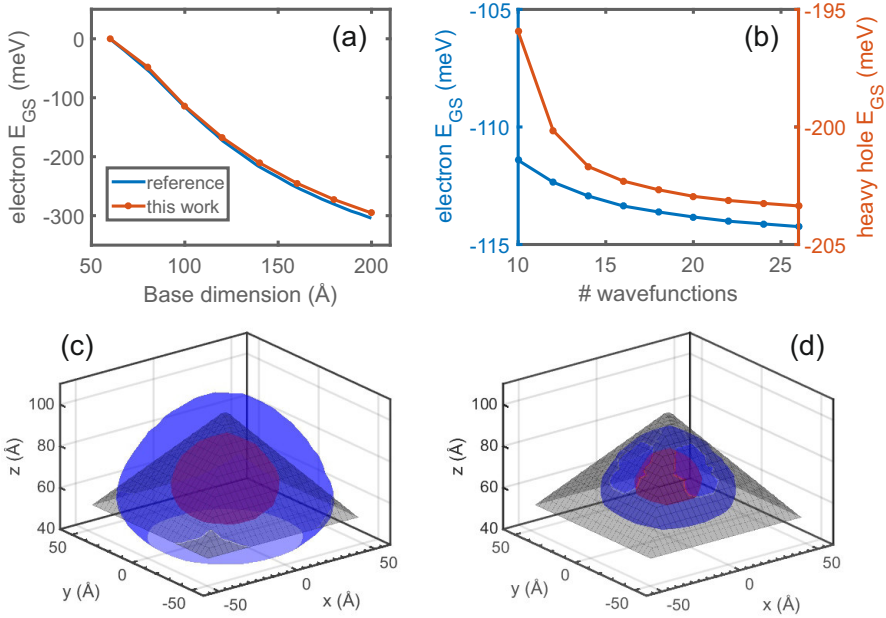 (a)
electron E_GS (meV)
0
-100
-200
-300
reference
this work
50
100
150
200
Base dimension (Å)
(b)
electron E_GS (meV)
-105
-110
-115
heavy hole E_GS (meV)
-195
-200
-205
10
15
20
25
# wavefunctions
(c)
z (Å)
100
80
60
40
50
0
-50
y (Å)
-50
0
50
x (Å)
(d)
z (Å)
100
80
60
40
50
0
-50
y (Å)
-50
0
50
x (Å)